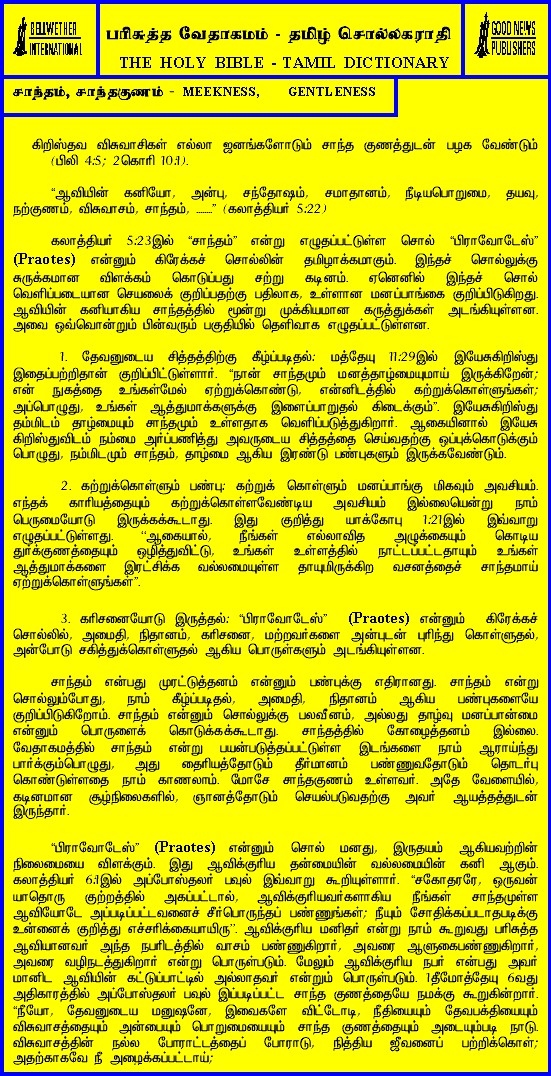 BELLWETHER
INTERNATIONAL
பரிசுத்த வேதாகமம் - தமிழ் சொல்லகராதி
THE HOLY BIBLE - TAMIL DICTIONARY
GOOD NEWS
PUBLISHERS
சாந்தம், சாந்தகுணம் - MEEKNESS, GENTLENESS
கிறிஸ்தவ விசுவாசிகள் எல்லா ஜனங்களோடும் சாந்த குணத்துடன் பழக வேண்டும்
(பிலி 4:5; 2கொரி 10:1).
“ஆவியின் கனியோ, அன்பு, சந்தோஷம், சமாதானம், நீடியபொறுமை, தயவு,
நற்குணம், விசுவாசம், சாந்தம், .......” (கலாத்தியர் 5:22)
கலாத்தியர் 5:23இல் “சாந்தம்” என்று எழுதப்பட்டுள்ள சொல் “பிராவோடேஸ்”
(Praotes) என்னும் கிரேக்கச் சொல்லின் தமிழாக்கமாகும். இந்தச் சொல்லுக்கு
சுருக்கமான விளக்கம் கொடுப்பது சற்று கடினம். ஏனெனில் இந்தச் சொல்
வெளிப்படையான செயலைக் குறிப்பதற்கு பதிலாக, உள்ளான மனப்பாங்கை குறிப்பிடுகிறது.
ஆவியின் கனியாகிய சாந்தத்தில் மூன்று முக்கியமான கருத்துக்கள் அடங்கியுள்ளன.
அவை ஒவ்வொன்றும் பின்வரும் பகுதியில் தெளிவாக எழுதப்பட்டுள்ளன.
1. தேவனுடைய சித்தத்திற்கு கீழ்ப்படிதல்: மத்தேயு 11:29இல் இயேசுகிறிஸ்து
இதைப்பற்றிதான் குறிப்பிட்டுள்ளார். “நான் சாந்தமும் மனத்தாழ்மையுமாய் இருக்கிறேன்;
என் நுகத்தை உங்கள்மேல் ஏற்றுக்கொண்டு, என்னிடத்தில் கற்றுக்கொள்ளுங்கள்;
அப்பொழுது, உங்கள் ஆத்துமாக்களுக்கு இளைப்பாறுதல் கிடைக்கும்”. இயேசுகிறிஸ்து
தம்மிடம் தாழ்மையும் சாந்தமும் உள்ளதாக வெளிப்படுத்துகிறார். ஆகையினால் இயேசு
கிறிஸ்துவிடம் நம்மை அர்ப்பணித்து அவருடைய சித்தத்தை செய்வதற்கு ஒப்புக்கொடுக்கும்
பொழுது, நம்மிடமும் சாந்தம், தாழ்மை ஆகிய இரண்டு பண்புகளும் இருக்கவேண்டும்.
2. கற்றுக்கொள்ளும் பண்பு: கற்றுக் கொள்ளும் மனப்பாங்கு மிகவும் அவசியம்.
எந்தக் காரியத்தையும் கற்றுக்கொள்ளவேண்டிய அவசியம் இல்லையென்று நாம்
பெருமையோடு இருக்கக்கூடாது. இது குறித்து யாக்கோபு 1:21இல் இவ்வாறு
எழுதப்பட்டுள்ளது. “ஆகையால், நீங்கள் எல்லாவித அழுக்கையும் கொடிய
துர்க்குணத்தையும் ஒழித்துவிட்டு, உங்கள் உள்ளத்தில் நாட்டப்பட்டதாயும் உங்கள்
ஆத்துமாக்களை இரட்சிக்க வல்லமையுள்ள தாயுமிருக்கிற வசனத்தைச் சாந்தமாய்
ஏற்றுக்கொள்ளுங்கள்”.
3. கரிசனையோடு இருத்தல்: “பிராவோடேஸ்” (Praotes) என்னும் கிரேக்கச்
சொல்லில், அமைதி, நிதானம், கரிசனை, மற்றவர்களை அன்புடன் புரிந்து கொள்ளுதல்,
அன்போடு சகித்துக்கொள்ளுதல் ஆகிய பொருள்களும் அடங்கியுள்ளன.
சாந்தம் என்பது முரட்டுத்தனம் என்னும் பண்புக்கு எதிரானது. சாந்தம் என்று
சொல்லும்போது, நாம் கீழ்ப்படிதல், அமைதி, நிதானம் ஆகிய பண்புகளையே
குறிப்பிடுகிறோம். சாந்தம் என்னும் சொல்லுக்கு பலவீனம், அல்லது தாழ்வு மனப்பான்மை
என்னும் பொருளைக் கொடுக்கக்கூடாது. சாந்தத்தில் கோழைத்தனம் இல்லை.
வேதாகமத்தில் சாந்தம் என்று பயன்படுத்தப்பட்டுள்ள இடங்களை நாம் ஆராய்ந்து
பார்க்கும்பொழுது, அது தைரியத்தோடும் தீர்மானம் பண்ணுவதோடும் தொடர்பு
கொண்டுள்ளதை நாம் காணலாம். மோசே சாந்தகுணம் உள்ளவர். அதே வேளையில்,
கடினமான சூழ்நிலைகளில், ஞானத்தோடும் செயல்படுவதற்கு அவர் ஆயத்தத்துடன்
இருந்தார்.
“பிராவோடேஸ்” (Praotes) என்னும் சொல் மனது, இருதயம் ஆகியவற்றின்
நிலைமையை விளக்கும். இது ஆவிக்குரிய தன்மையின் வல்லமையின் கனி ஆகும்.
கலாத்தியர் 6:1இல் அப்போஸ்தலர் பவுல் இவ்வாறு கூறியுள்ளார். “சகோதரரே, ஒருவன்
யாதொரு குற்றத்தில் அகப்பட்டால், ஆவிக்குரியவர்களாகிய நீங்கள் சாந்தமுள்ள
ஆவியோடே அப்படிப்பட்டவனைச் சீர்பொருந்தப் பண்ணுங்கள்; நீயும் சோதிக்கப்படாதபடிக்கு
உன்னைக் குறித்து எச்சரிக்கையாயிரு”. ஆவிக்குரிய மனிதர் என்று நாம் கூறுவது பரிசுத்த
ஆவியானவர் அந்த நபரிடத்தில் வாசம் பண்ணுகிறார், அவரை ஆளுகைபண்ணுகிறார்,
அவரை வழிநடத்துகிறார் என்று பொருள்படும். மேலும் ஆவிக்குரிய நபர் என்பது அவர்
மானிட ஆவியின் கட்டுப்பாட்டில் அல்லாதவர் என்றும் பொருள்படும். 1தீமோத்தேயு 6வது
அதிகாரத்தில் அப்போஸ்தலர் பவுல் இப்படிப்பட்ட சாந்த குணத்தையே நமக்கு கூறுகின்றார்.
“நீயோ, தேவனுடைய மனுஷனே, இவைகளை விட்டோடி, நீதியையும் தேவபக்தியையும்
விசுவாசத்தையும் அன்பையும் பொறுமையையும் சாந்த குணத்தையும் அடையும்படி நாடு.
விசுவாசத்தின் நல்ல போராட்டத்தைப் போராடு, நித்திய ஜீவனைப் பற்றிக்கொள்;
அதற்காகவே நீ அழைக்கப்பட்டாய்;